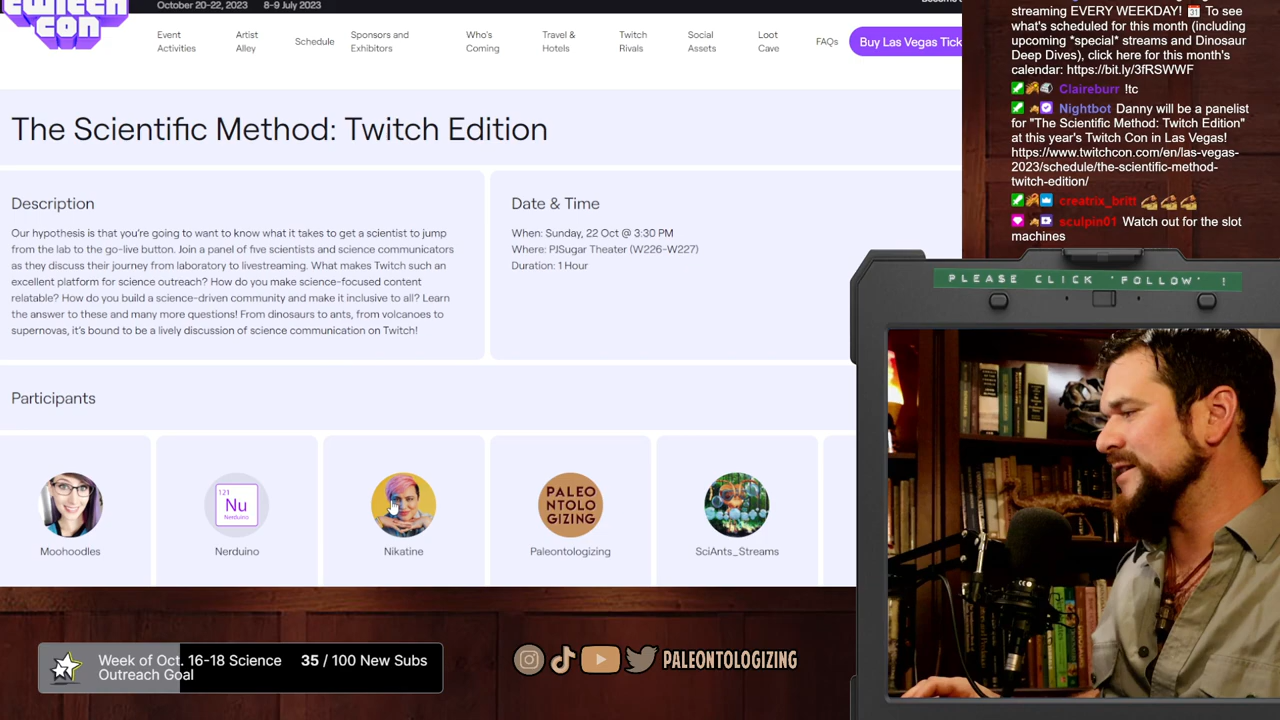 TWITCH
CON
October 20-22, 2023
8-9 July 2023
Event
Activities
Artist
Alley
Schedule
Sponsors and
Exhibitors
Who's
Coming
Travel &
Hotels
Twitch
Rivals
Social
Assets
Loot
Cave
FAQs
Buy Las Vegas Tick
The Scientific Method: Twitch Edition
Description
Our hypothesis is that you're going to want to know what it takes to get a scientist to jump
from the lab to the go-live button. Join a panel of five scientists and science communicators
as they discuss their journey from laboratory to livestreaming. What makes Twitch such an
excellent platform for science outreach? How do you make science-focused content
relatable? How do you build a science-driven community and make it inclusive to all? Learn
the answer to these and many more questions! From dinosaurs to ants, from volcanoes to
supernovas, it's bound to be a lively discussion of science communication on Twitch!
Date & Time
When: Sunday, 22 Oct @ 3:30 PM
Where: PJSugar Theater (W226-W227)
Duration: 1 Hour
Participants
Moohoodles
121
Nu
Nerduino
Nerduino
Nikatine
PALEO
NTOLO
GIZING
Paleontologizing
SciAnts_Streams
streaming EVERY WEEKDAY! To see
what's scheduled for this month (including
upcoming *special* streams and Dinosaur
Deep Dives), click here for this month's
calendar: https://bit.ly/3fRSWWF
Claireburr !tc
Nightbot Danny will be a panelist
for "The Scientific Method: Twitch Edition"
at this year's Twitch Con in Las Vegas!
https://www.twitchcon.com/en/las-vegas-
2023/schedule/the-scientific-method-
twitch-edition/
creatrix_britt
sculpin01 Watch out for the slot
machines
PLEASE CLICK 'FOLLOW' !
Week of Oct. 16-18 Science
Outreach Goal
35 / 100 New Subs
PALEONTOLOGIZING